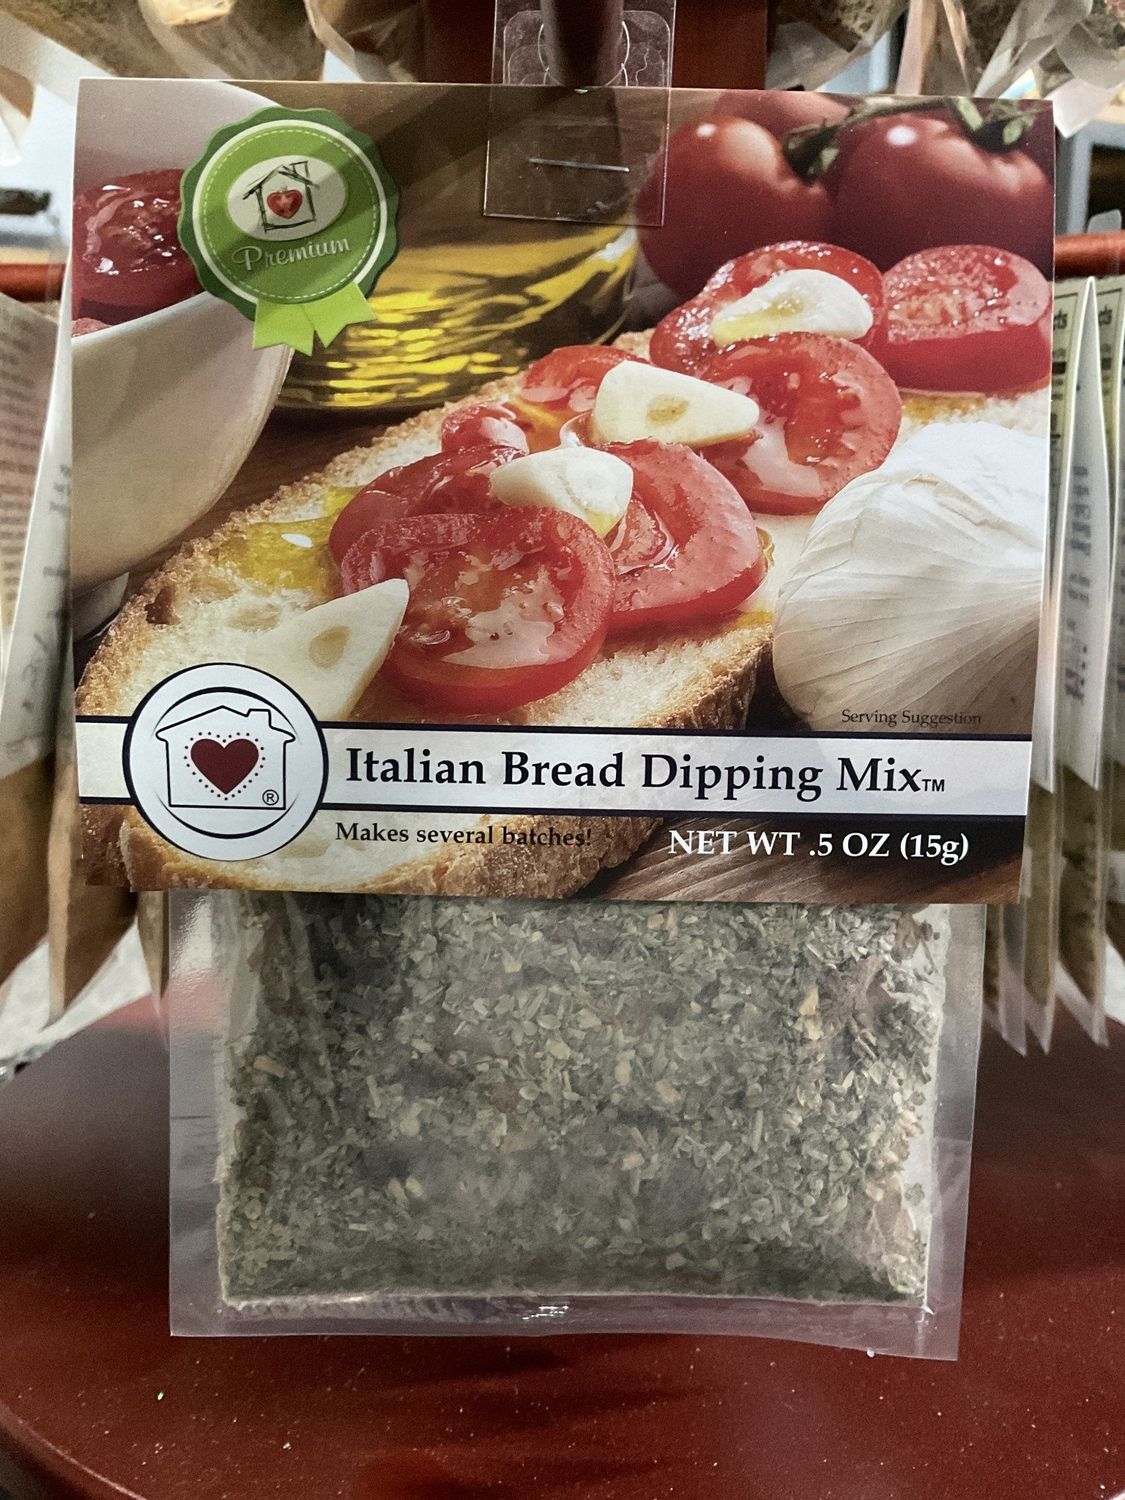 Premium
Serving Suggestion
Italian Bread Dipping Mix™
®
Makes several batches!
NET WT .5 OZ (15g)